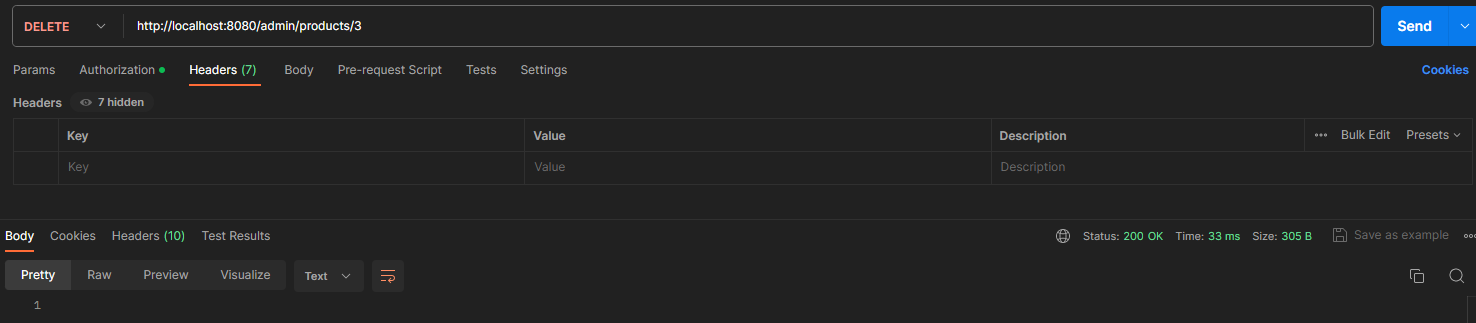 DELETE http://localhost:8080/admin/products/3 Send
Params Authorization Headers (7) Body Pre-request Script Tests Settings Cookies
Headers 7 hidden
Key Value Description ••• Bulk Edit Presets
Key Value Description
Body Cookies Headers (10) Test Results Status: 200 OK Time: 33 ms Size: 305 B Save as example
Pretty Raw Preview Visualize Text
1